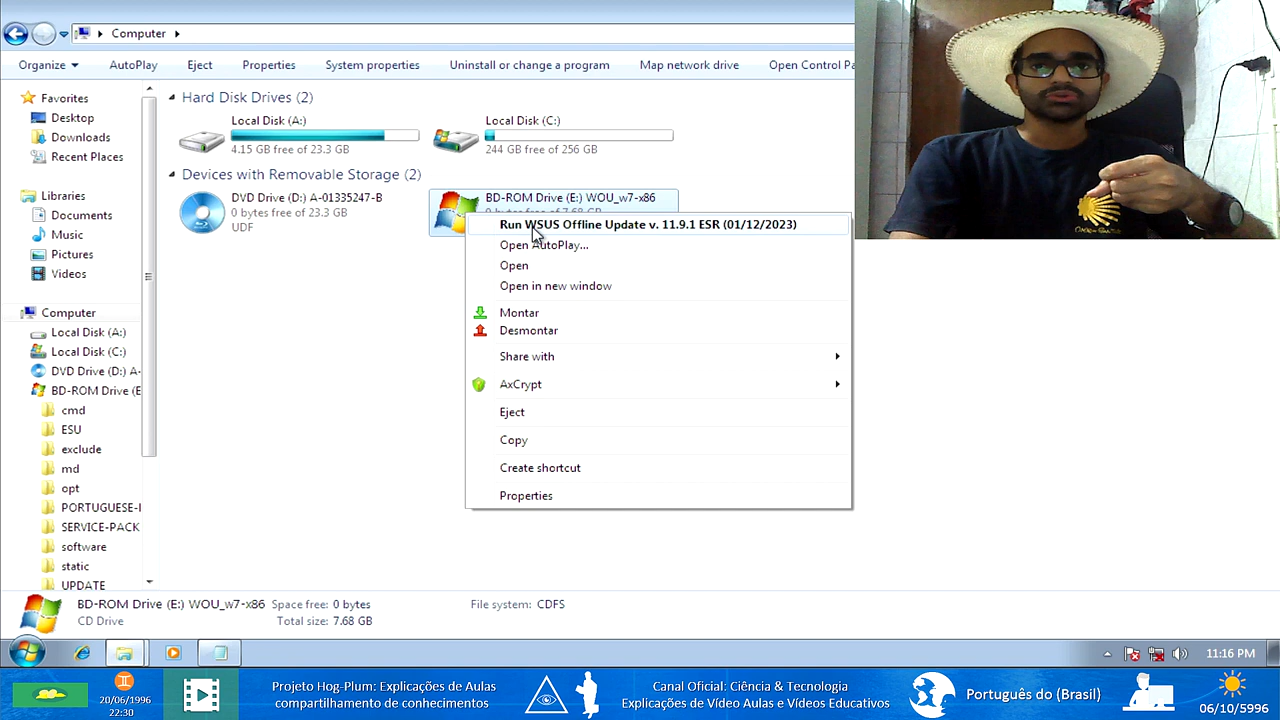 Computer
Organize
AutoPlay
Eject
Properties
System properties
Uninstall or change a program
Map network drive
Open Control Pa
Favorites
Desktop
Downloads
Recent Places
Libraries
Documents
Music
Pictures
Videos
Computer
Local Disk (A:)
Local Disk (C:)
DVD Drive (D:) A-
BD-ROM Drive (E
cmd
ESU
exclude
md
opt
PORTUGUESE-
SERVICE-PACK
software
static
UPDATE
Hard Disk Drives (2)
Local Disk (A:)
4.15 GB free of 23.3 GB
Local Disk (C:)
244 GB free of 256 GB
Devices with Removable Storage (2)
DVD Drive (D:) A-01335247-B
0 bytes free of 23.3 GB
UDF
BD-ROM Drive (E:) WOU_w7-x86
0 bytes free of 7.68 GB
Run WSUS Offline Update v. 11.9.1 ESR (01/12/2023)
Open AutoPlay...
Open
Open in new window
Montar
Desmontar
Share with
AxCrypt
Eject
Copy
Create shortcut
Properties
BD-ROM Drive (E:) WOU_w7-x86 Space free: 0 bytes File system: CDFS
CD Drive Total size: 7.68 GB
11:16 PM
20/06/1996
22:30
Projeto Hog-Plum: Explicações de Aulas
compartilhamento de conhecimentos
Canal Oficial: Ciência & Tecnologia
Explicações de Vídeo Aulas e Vídeos Educativos
Português do (Brasil)
06/10/5996